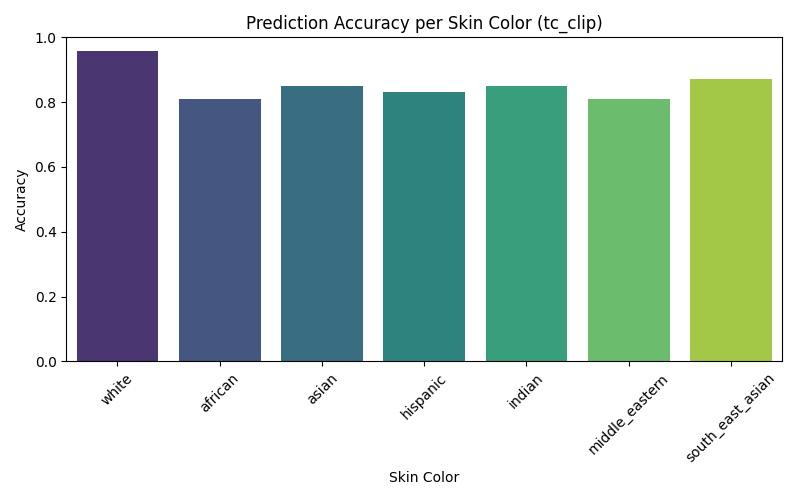 Prediction Accuracy per Skin Color (tc_clip)
Accuracy
1.0
0.8
0.6
0.4
0.2
0.0
white
african
asian
hispanic
indian
middle_eastern
south_east_asian
Skin Color